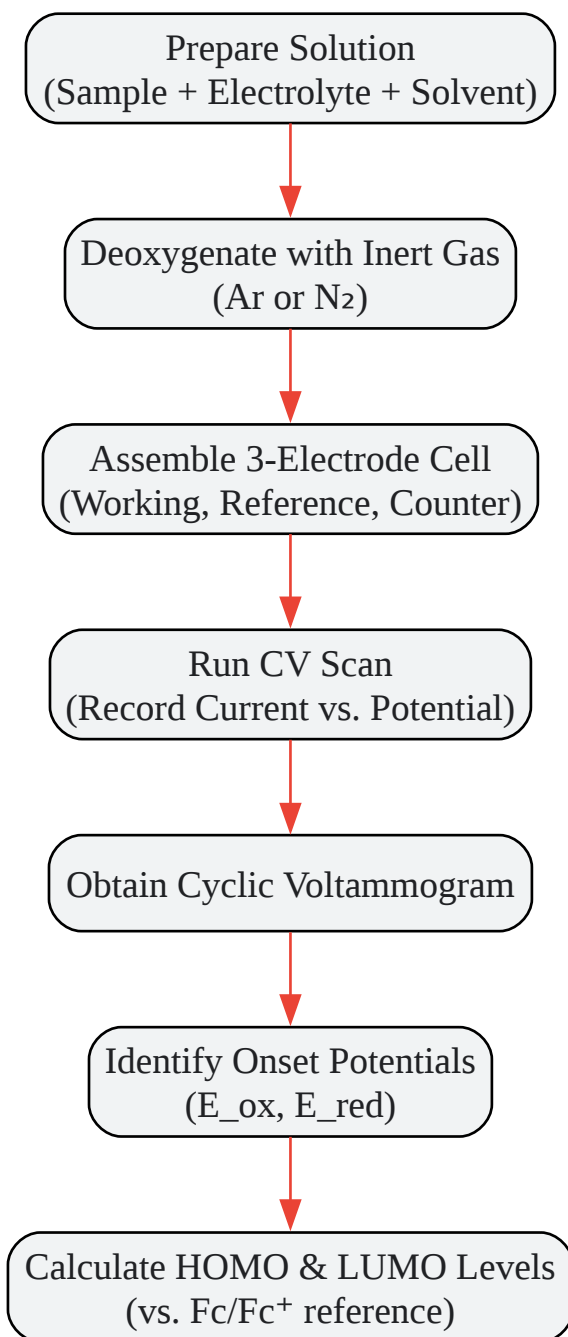 Prepare Solution
(Sample + Electrolyte + Solvent)
Deoxygenate with Inert Gas
(Ar or N₂)
Assemble 3-Electrode Cell
(Working, Reference, Counter)
Run CV Scan
(Record Current vs. Potential)
Obtain Cyclic Voltammogram
Identify Onset Potentials
(E_ox, E_red)
Calculate HOMO & LUMO Levels
(vs. Fc/Fc⁺ reference)